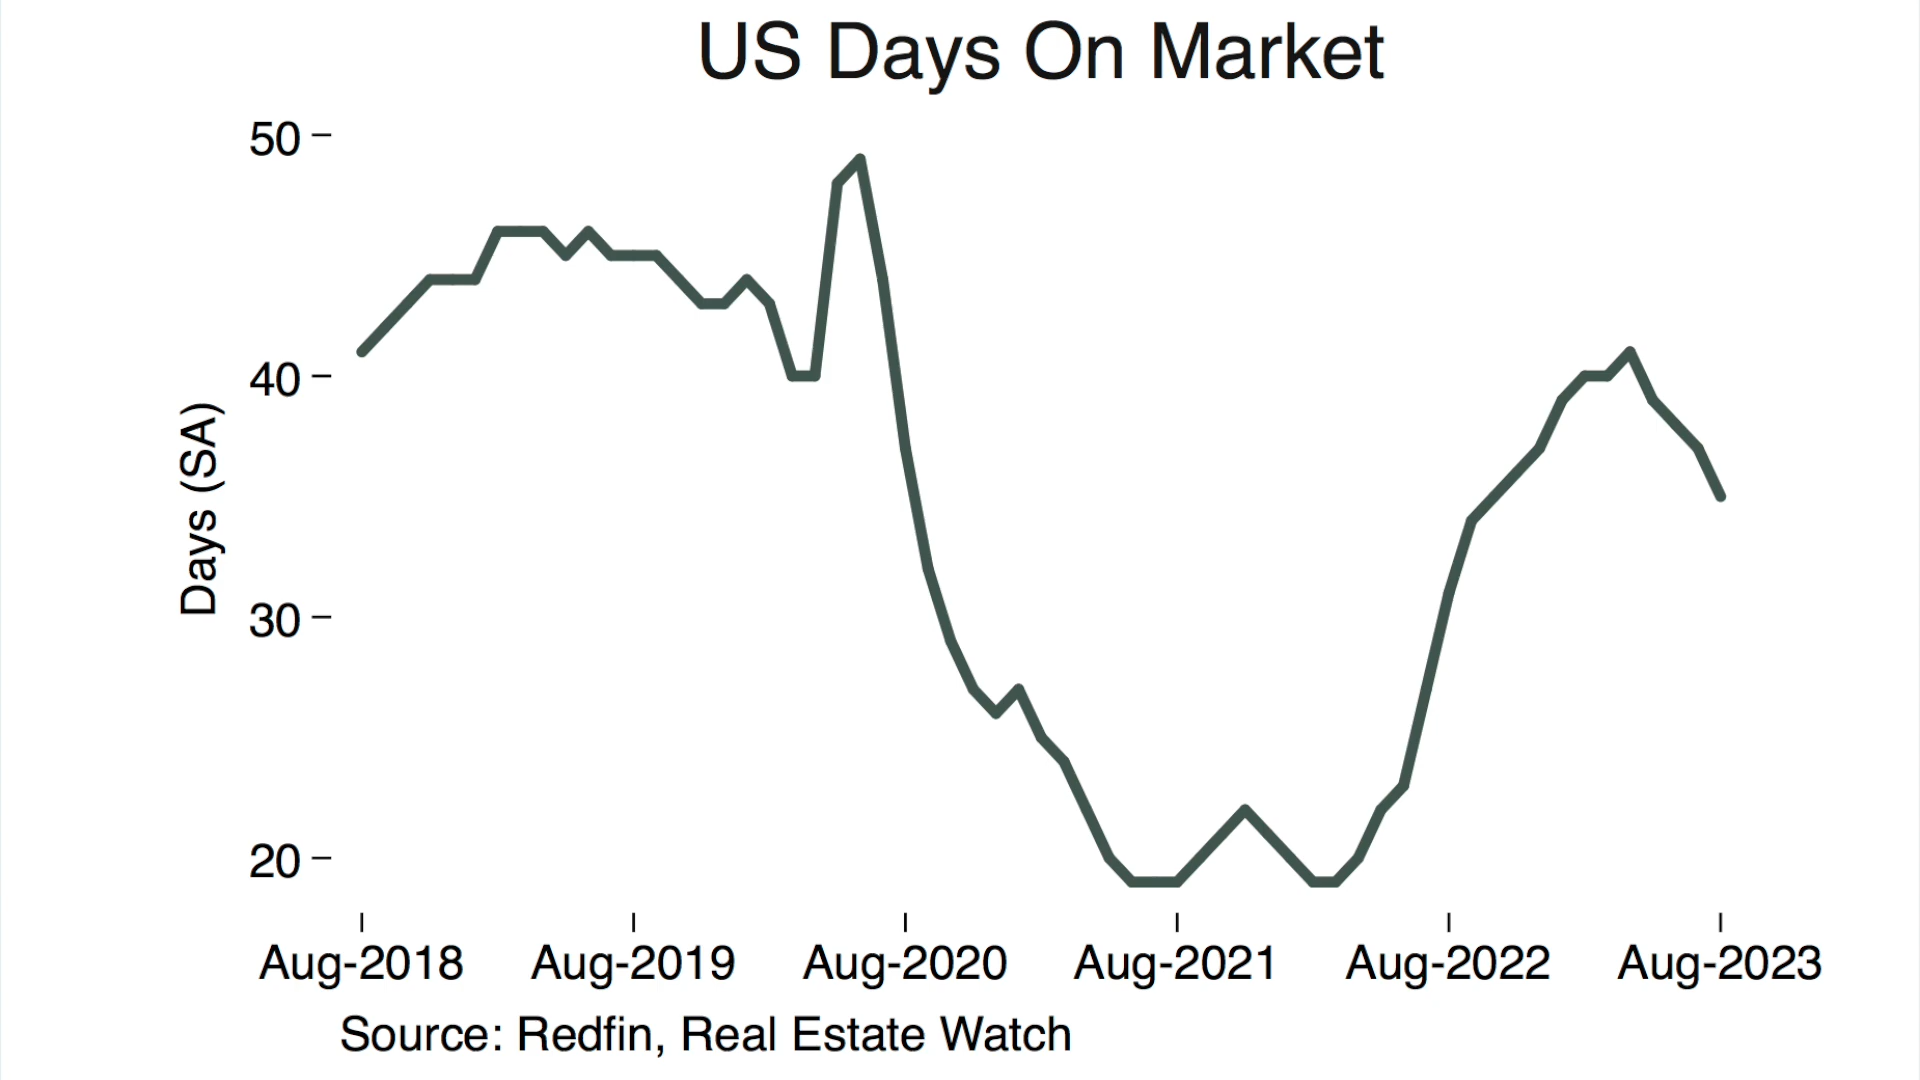 US Days On Market
50
40
30
20
Days (SA)
Aug-2018 Aug-2019 Aug-2020 Aug-2021 Aug-2022 Aug-2023
Source: Redfin, Real Estate Watch